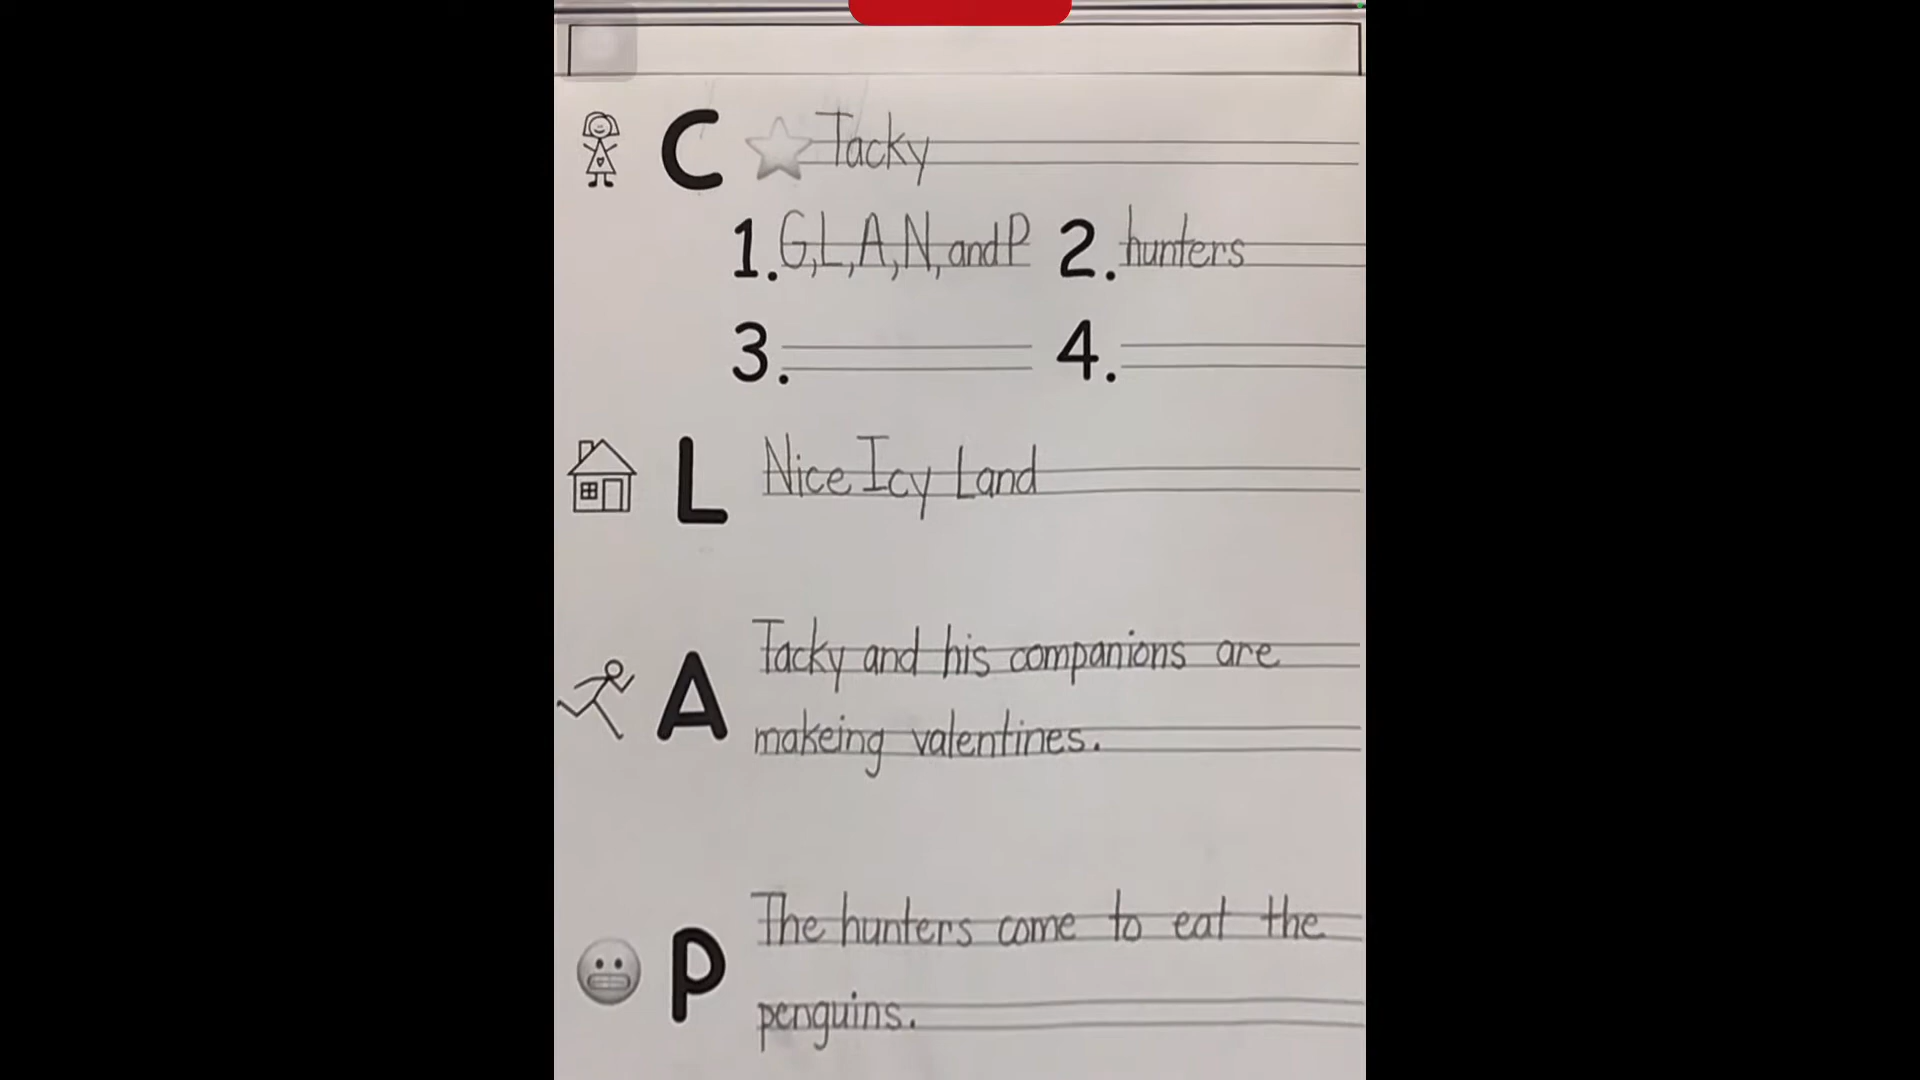 C Tacky
1. G, L, A, N, and P 2. hunters
3. 4.
L Nice Icy Land
A Tacky and his companions are
makeing valentines.
P The hunters come to eat the
penguins.